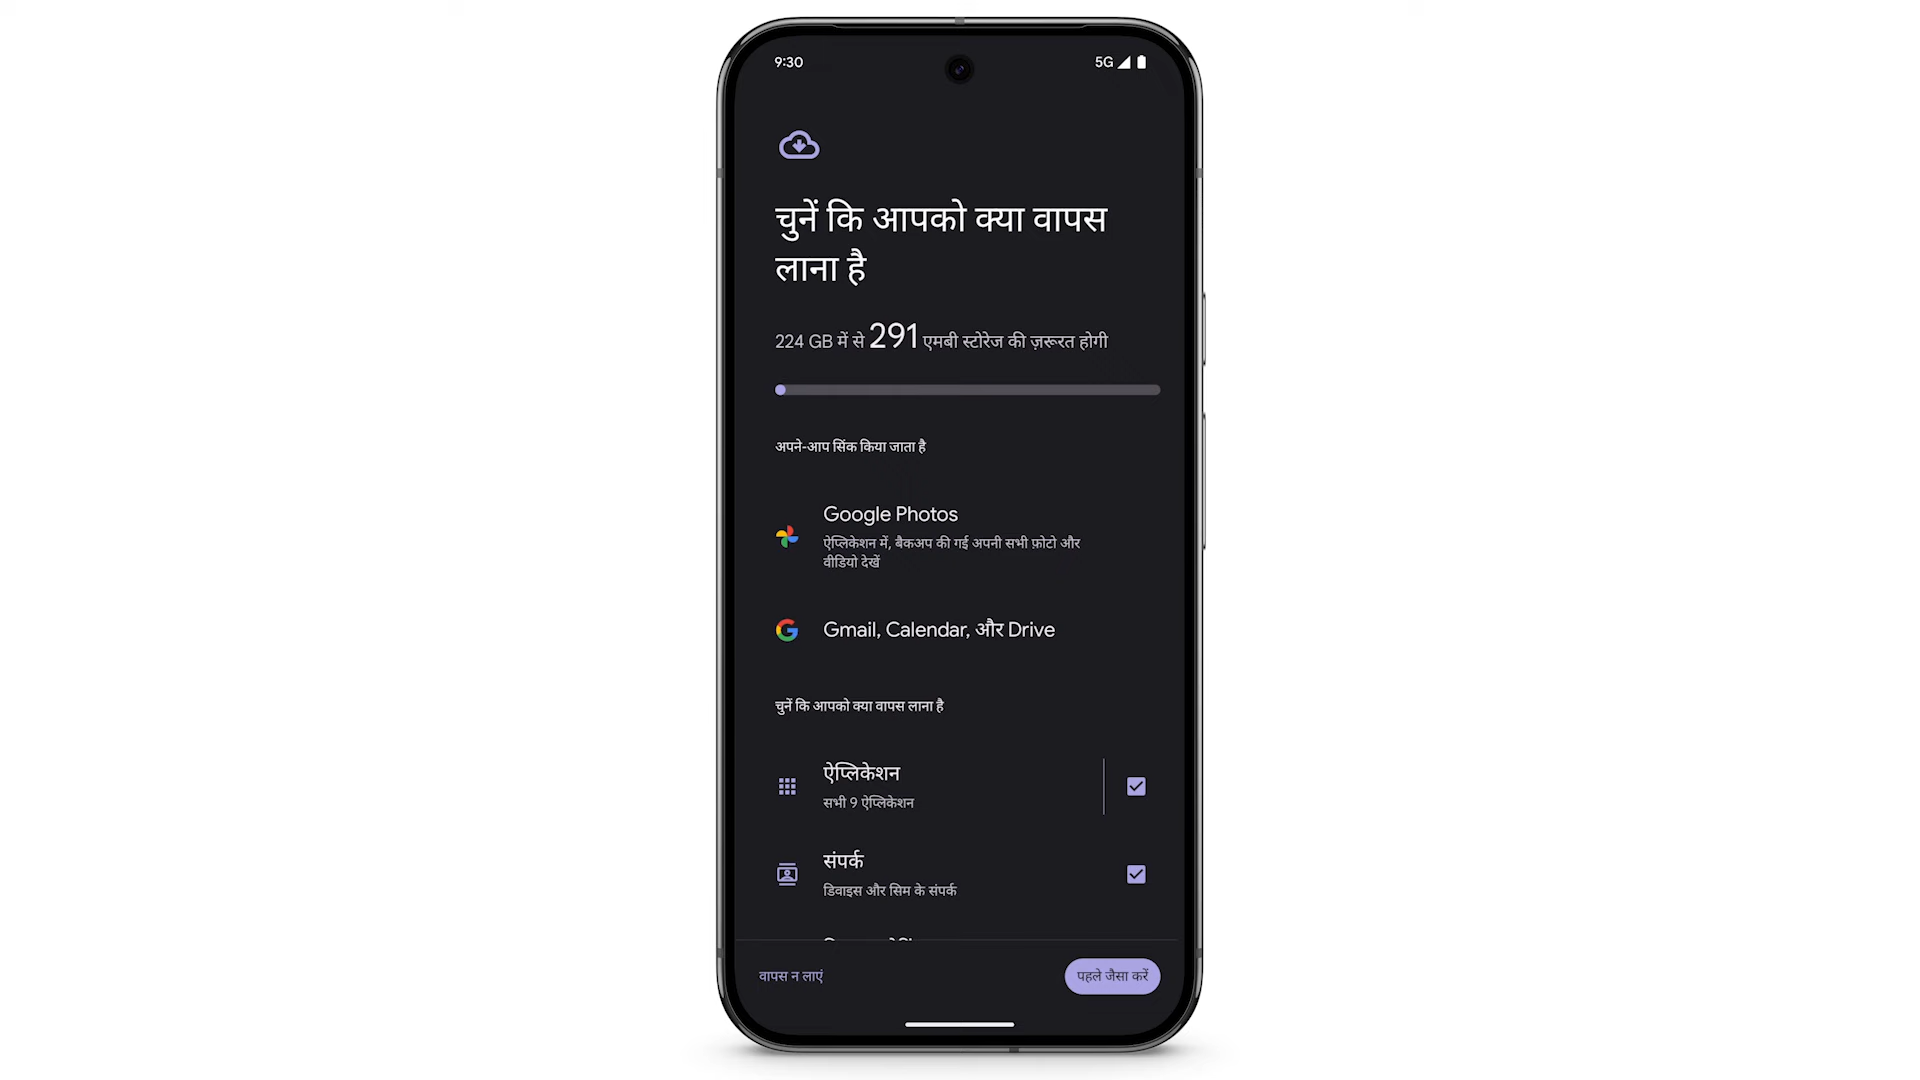 9:30
5G
चुनें कि आपको क्या वापस
लाना है
224 GB में से 291 एमबी स्टोरेज की ज़रूरत होगी
अपने-आप सिंक किया जाता है
Google Photos
ऐप्लिकेशन में, बैकअप की गई अपनी सभी फ़ोटो और
वीडियो देखें
Gmail, Calendar, और Drive
चुनें कि आपको क्या वापस लाना है
ऐप्लिकेशन
सभी 9 ऐप्लिकेशन
संपर्क
डिवाइस और सिम के संपर्क
वापस न लाएं
पहले जैसा करें